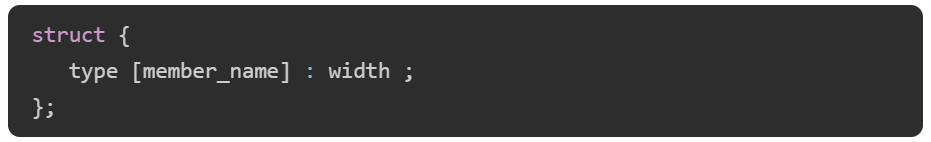 struct {
   type [member_name] : width ;
};